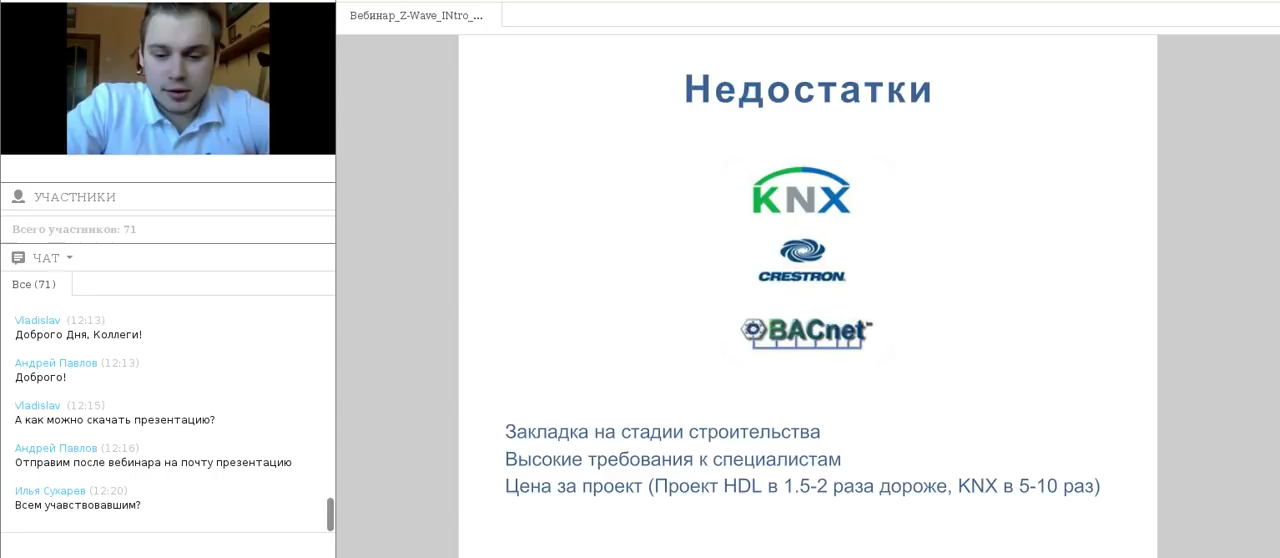 Вебинар_Z-Wave_INtro_...
Недостатки
KNX
CRESTRON
BACnet™
Закладка на стадии строительства
Высокие требования к специалистам
Цена за проект (Проект HDL в 1.5-2 раза дороже, KNX в 5-10 раз)
УЧАСТНИКИ
Всего участников: 71
ЧАТ
Все (71)
Vladislav (12:13)
Доброго Дня, Коллеги!
Андрей Павлов (12:13)
Доброго!
Vladislav (12:15)
А как можно скачать презентацию?
Андрей Павлов (12:16)
Отправим после вебинара на почту презентацию
Илья Сухарев (12:20)
Всем учавствовавшим?